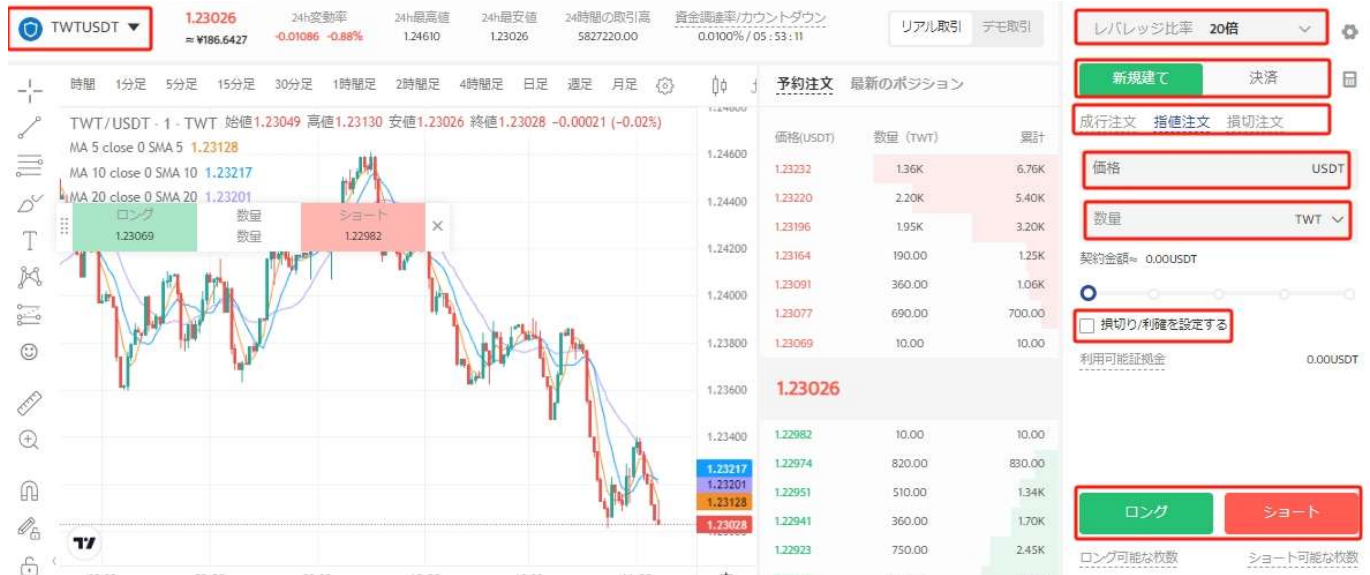 TWTUSDT ▼
1.23026
≈ ¥186.6427
24h変動率
-0.01086 -0.88%
24h最高値
1.24610
24h最安値
1.23026
24時間の取引高
5827220.00
資金調達率/カウントダウン
0.0100% / 05 : 53 : 11
リアル取引 デモ取引
レバレッジ比率 20倍
時間 1分足 5分足 15分足 30分足 1時間足 2時間足 4時間足 日足 週足 月足
予約注文 最新のポジション
新規建て 決済
TWT/USDT · 1 · TWT 始値1.23049 高値1.23130 安値1.23026 終値1.23028 -0.00021 (-0.02%)
MA 5 close 0 SMA 5 1.23128
MA 10 close 0 SMA 10 1.23217
MA 20 close 0 SMA 20 1.23201
ロング 数量 ショート
1.23069 数量 1.22982
1.24600
1.24400
1.24200
1.24000
1.23800
1.23600
1.23400
1.23217
1.23201
1.23128
1.23028
価格(USDT) 数量 (TWT) 累計
1.23232 1.36K 6.76K
1.23220 2.20K 5.40K
1.23196 1.95K 3.20K
1.23164 190.00 1.25K
1.23091 360.00 1.06K
1.23077 690.00 700.00
1.23069 10.00 10.00
1.23026
1.22982 10.00 10.00
1.22974 820.00 830.00
1.22951 510.00 1.34K
1.22941 360.00 1.70K
1.22923 750.00 2.45K
成行注文 指値注文 損切注文
価格 USDT
数量 TWT
契約金額≈ 0.00USDT
損切り/利確を設定する
利用可能証拠金 0.00USDT
ロング ショート
ロング可能な枚数 ショート可能な枚数